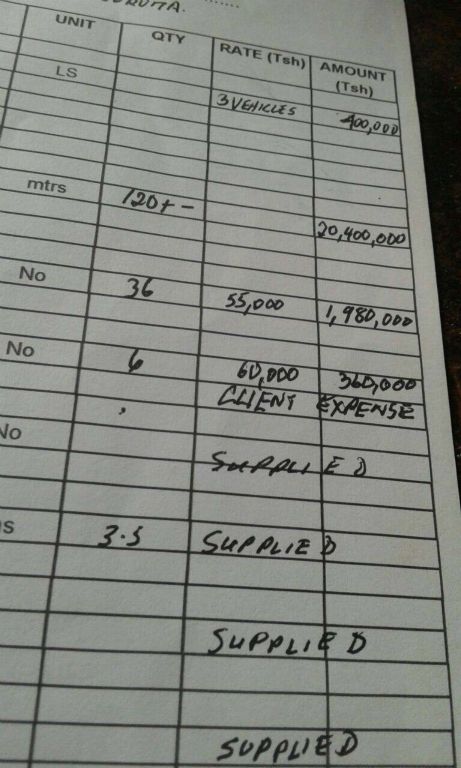 UNIT QTY RATE (Tsh) AMOUNT (Tsh)
LS
3 VEHICLES 400,000
mtrs 120+-
20,400,000
No 36 55,000 1,980,000
No 6 60,000 360,000
CLIENT EXPENSE
No
SUPPLIED
3.5 SUPPLIED
SUPPLIED
SUPPLIED